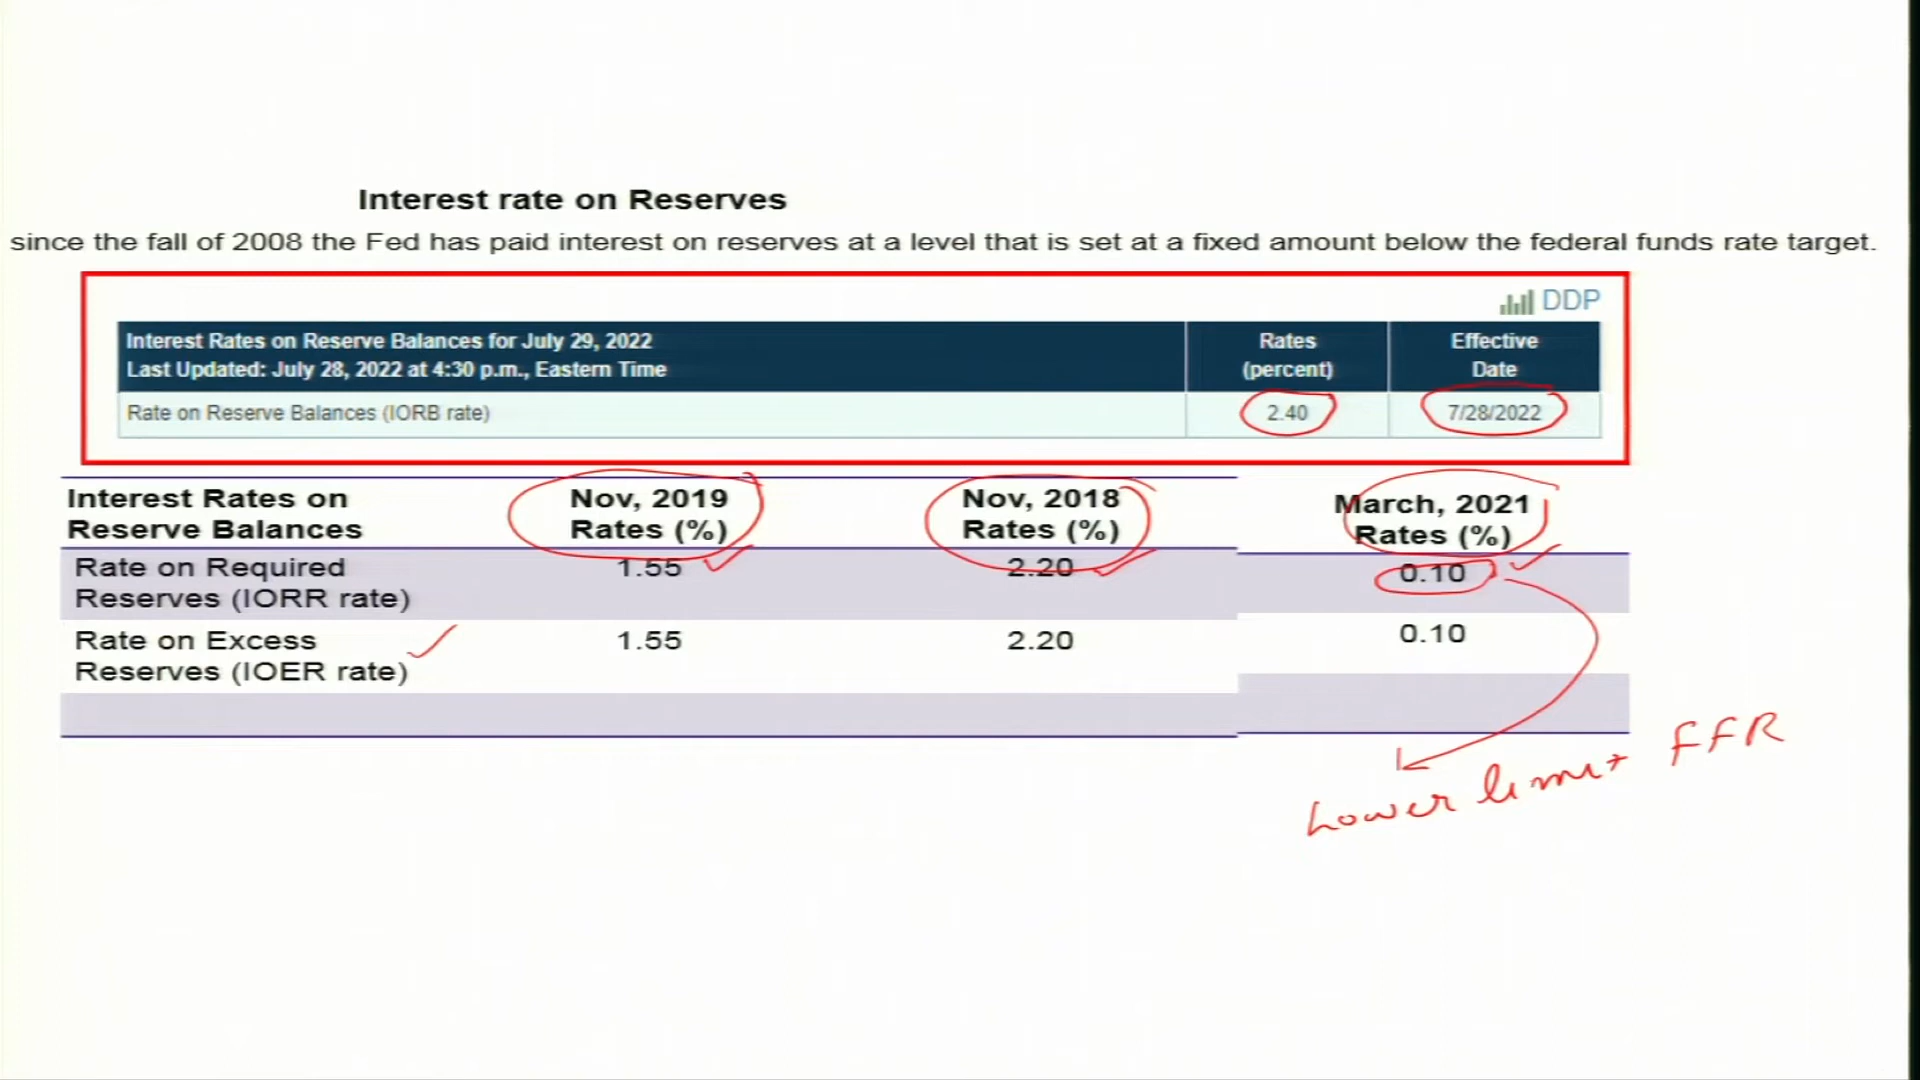 Interest rate on Reserves
since the fall of 2008 the Fed has paid interest on reserves at a level that is set at a fixed amount below the federal funds rate target.
DDP
Interest Rates on Reserve Balances for July 29, 2022
Last Updated: July 28, 2022 at 4:30 p.m., Eastern Time
Rates
(percent)
Effective
Date
Rate on Reserve Balances (IORB rate) 2.40 7/28/2022
Interest Rates on
Reserve Balances
Nov, 2019
Rates (%)
Nov, 2018
Rates (%)
March, 2021
Rates (%)
Rate on Required
Reserves (IORR rate)
1.55 2.20 0.10
Rate on Excess
Reserves (IOER rate)
1.55 2.20 0.10
Lower limit FFR